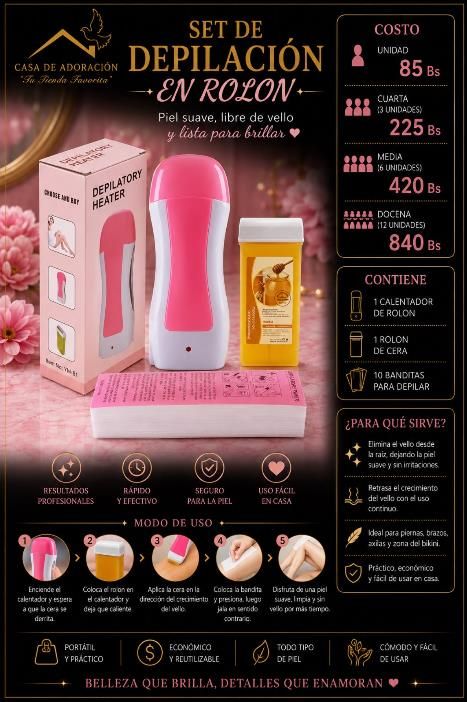 CASA DE ADORACIÓN
"Tu Tienda Favorita"
SET DE
DEPILACIÓN
EN ROLON
Piel suave, libre de vello
y lista para brillar
DEPILATORY
HEATER
CHOOSE AND BUY
DEPILATORY
HEATER
COSTO
UNIDAD
85 Bs
CUARTA
(3 UNIDADES)
225 Bs
MEDIA
(6 UNIDADES)
420 Bs
DOCENA
(12 UNIDADES)
840 Bs
CONTIENE
1 CALENTADOR
DE ROLON
1 ROLON
DE CERA
10 BANDITAS
PARA DEPILAR
¿PARA QUÉ SIRVE?
Elimina el vello desde
la raíz, dejando la piel
suave y sin irritaciones.
Retrasa el crecimiento
del vello con el uso
continuo.
Ideal para piernas, brazos,
axilas y zona del bikini.
Práctico, económico
y fácil de usar en casa.
RESULTADOS
PROFESIONALES
RÁPIDO
Y EFECTIVO
SEGURO
PARA LA PIEL
USO FÁCIL
EN CASA
MODO DE USO
1
Enciende el
calentador y espera
a que la cera se
derrita.
2
Coloca el rolon en
el calentador y
deja que caliente.
3
Aplica la cera en la
dirección del crecimiento
del vello.
4
Coloca la bandita
y presiona, luego
jala en sentido
contrario.
5
Disfruta de una piel
suave, limpia y sin
vello por más tiempo.
PORTÁTIL
Y PRÁCTICO
ECONÓMICO
Y REUTILIZABLE
TODO TIPO
DE PIEL
CÓMODO Y FÁCIL
DE USAR
BELLEZA QUE BRILLA, DETALLES QUE ENAMORAN